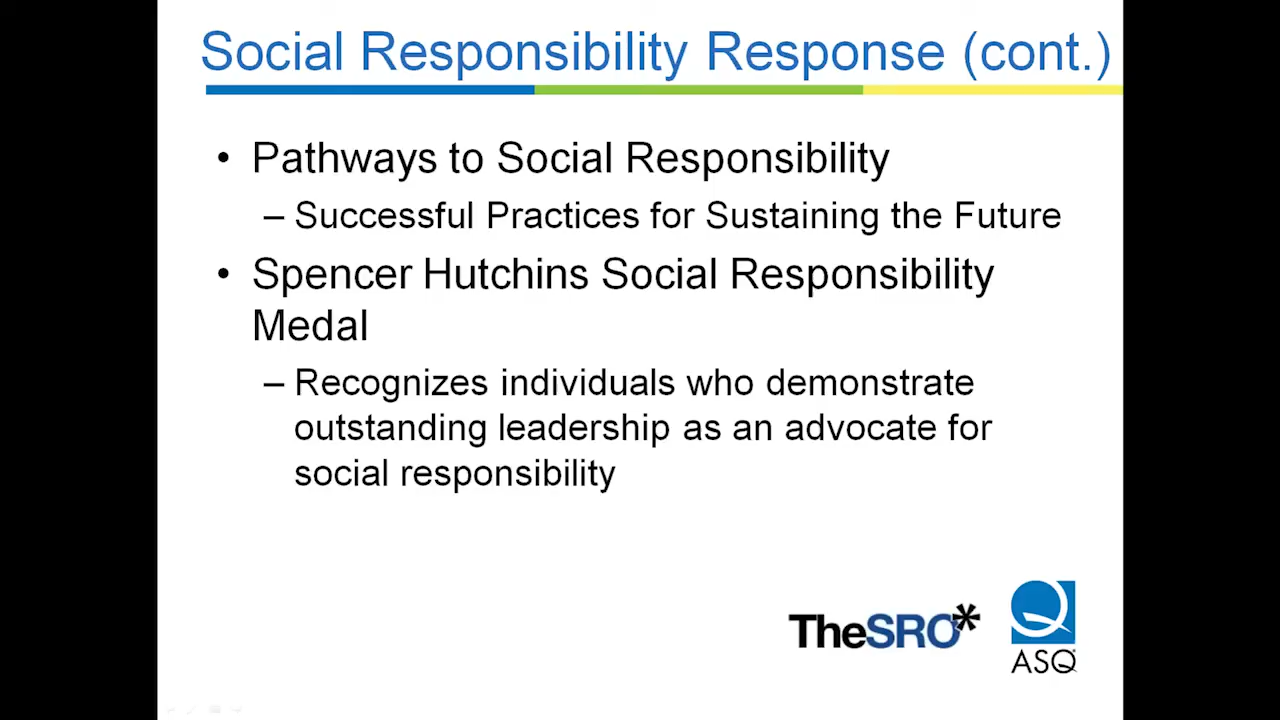 Social Responsibility Response (cont.)
• Pathways to Social Responsibility
– Successful Practices for Sustaining the Future
• Spencer Hutchins Social Responsibility
Medal
– Recognizes individuals who demonstrate
outstanding leadership as an advocate for
social responsibility
TheSRO*
ASQ